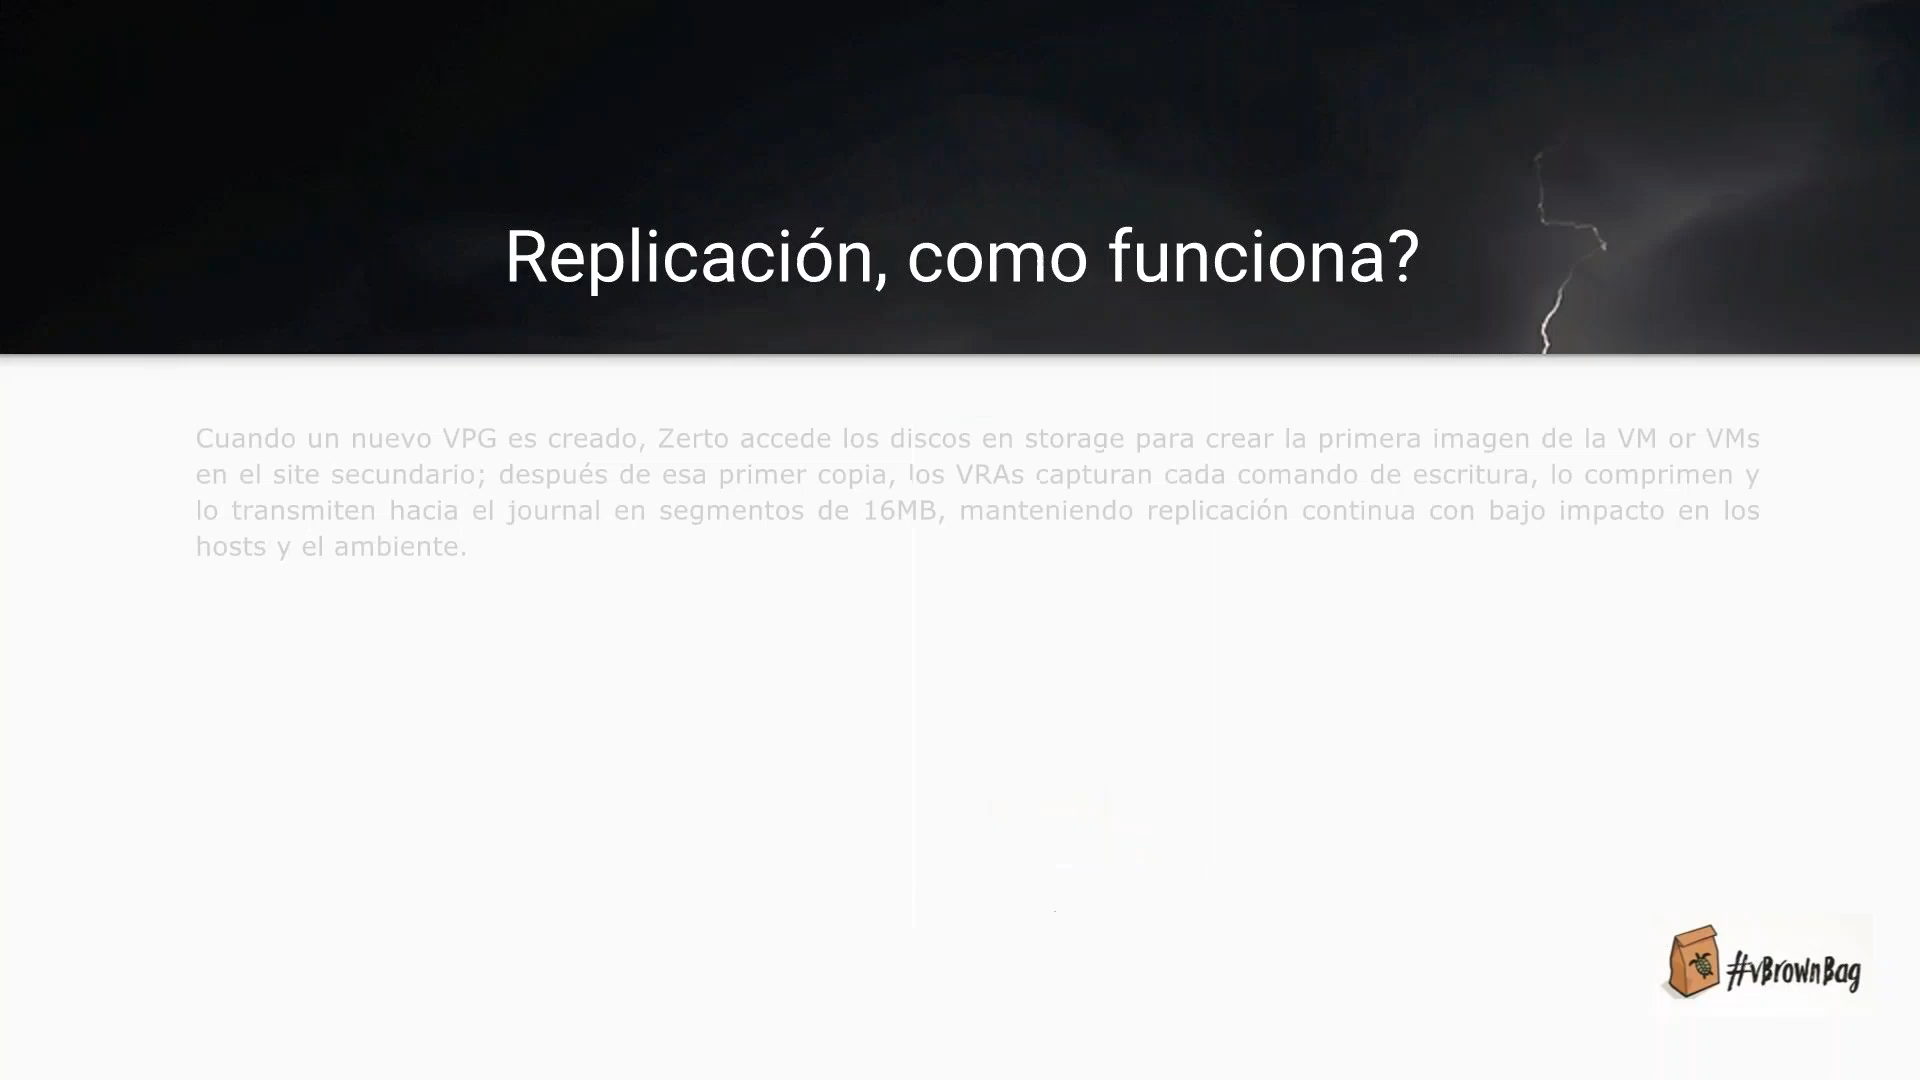 Replicación, como funciona?
Cuando un nuevo VPG es creado, Zerto accede los discos en storage para crear la primera imagen de la VM or VMs
en el site secundario; después de esa primer copia, los VRAs capturan cada comando de escritura, lo comprimen y
lo transmiten hacia el journal en segmentos de 16MB, manteniendo replicación continua con bajo impacto en los
hosts y el ambiente.
#vBrownBag